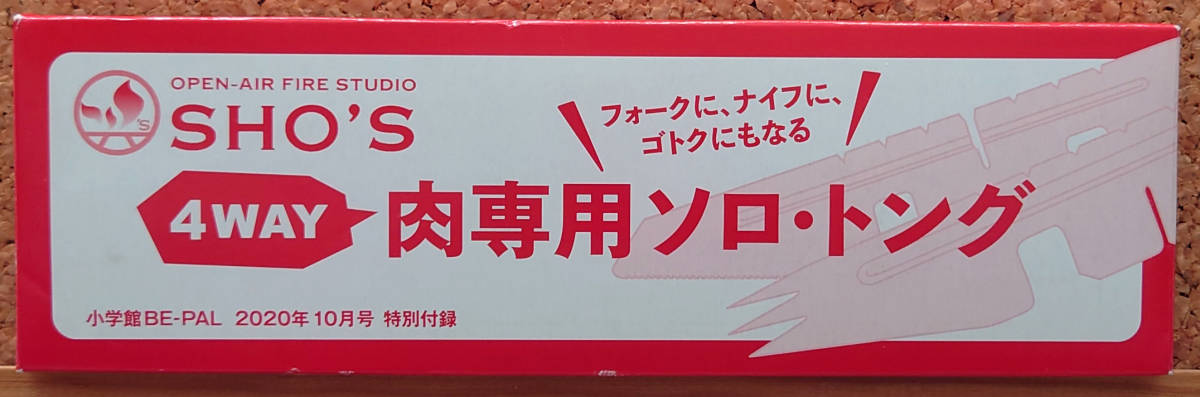 OPEN-AIR FIRE STUDIO
SHO'S
'S
フォークに、ナイフに、
ゴトクにもなる
4WAY
肉専用ソロ・トング
小学館BE-PAL 2020年10月号 特別付録